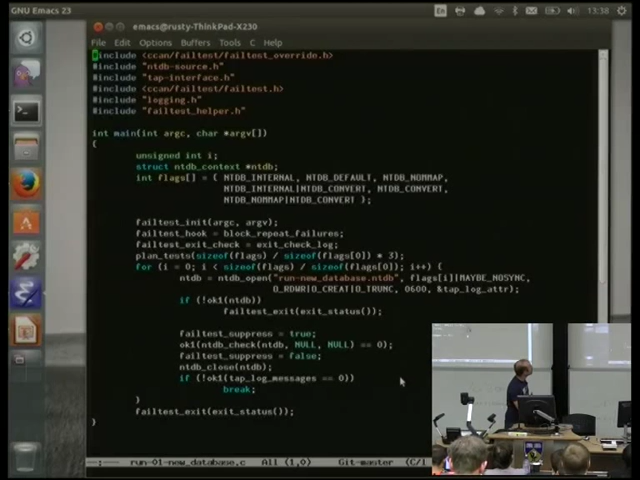 GNU Emacs 23
En
13:38
emacs@rusty-ThinkPad-X230
File Edit Options Buffers Tools C Help
#include <ccan/failtest/failtest_override.h>
#include "ntdb-source.h"
#include "tap-interface.h"
#include <ccan/failtest/failtest.h>
#include "logging.h"
#include "failtest_helper.h"
int main(int argc, char *argv[])
{
unsigned int i;
struct ntdb_context *ntdb;
int flags[] = { NTDB_INTERNAL, NTDB_DEFAULT, NTDB_NOMMAP,
NTDB_INTERNAL|NTDB_CONVERT, NTDB_CONVERT,
NTDB_NOMMAP|NTDB_CONVERT };
failtest_init(argc, argv);
failtest_hook = block_repeat_failures;
failtest_exit_check = exit_check_log;
plan_tests(sizeof(flags) / sizeof(flags[0]) * 3);
for (i = 0; i < sizeof(flags) / sizeof(flags[0]); i++) {
ntdb = ntdb_open("run-new_database.ntdb", flags[i]|MAYBE_NOSYNC,
O_RDWR|O_CREAT|O_TRUNC, 0600, &tap_log_attr);
if (!ok1(ntdb))
failtest_exit(exit_status());
failtest_suppress = true;
ok1(ntdb_check(ntdb, NULL, NULL) == 0);
failtest_suppress = false;
ntdb_close(ntdb);
if (!ok1(tap_log_messages == 0))
break;
}
failtest_exit(exit_status());
}
--:--- run-01-new_database.c All (1,0) Git-master (C/l